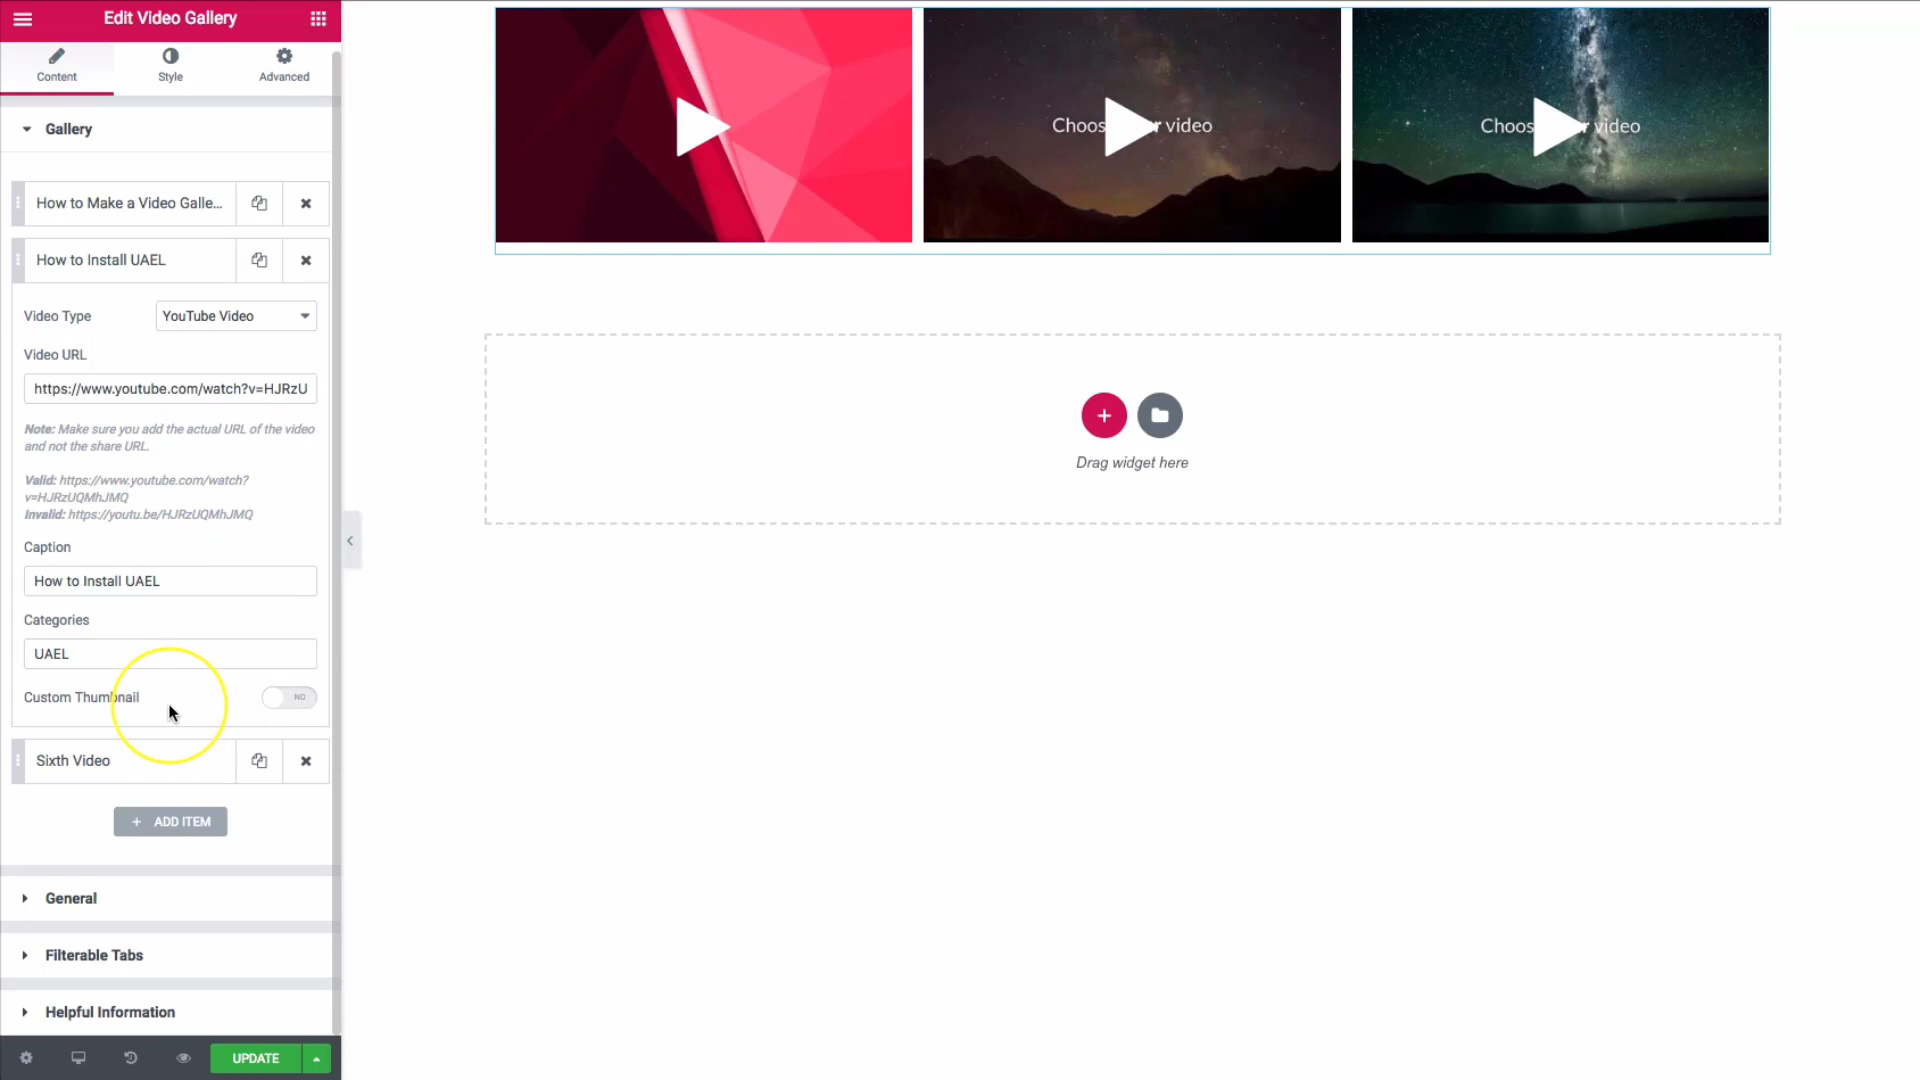 Edit Video Gallery
Content
Style
Advanced
Gallery
How to Make a Video Galle...
How to Install UAEL
Video Type
YouTube Video
Video URL
https://www.youtube.com/watch?v=HJRzU
Note: Make sure you add the actual URL of the video
and not the share URL.
Valid: https://www.youtube.com/watch?
v=HJRzUQMhJMQ
Invalid: https://youtu.be/HJRzUQMhJMQ
Caption
How to Install UAEL
Categories
UAEL
Custom Thumbnail
NO
Sixth Video
+ ADD ITEM
General
Filterable Tabs
Helpful Information
UPDATE
video
video
Drag widget here